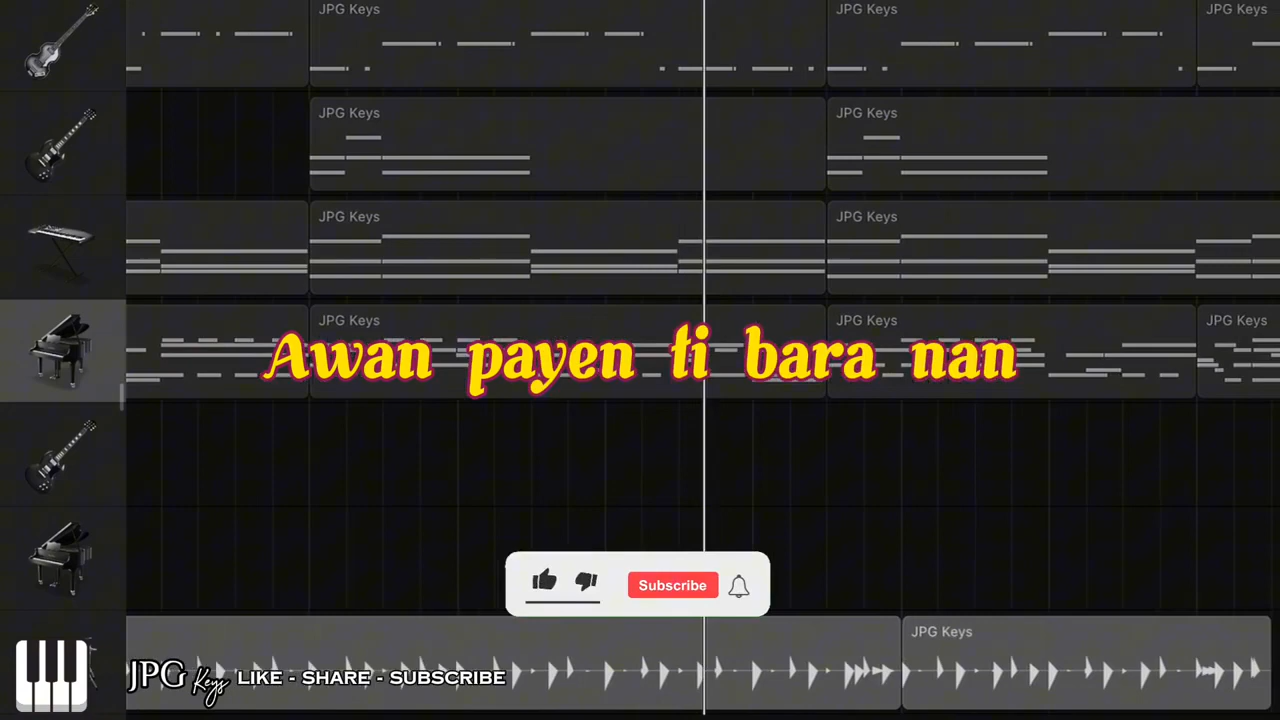 JPG Keys JPG Keys JPG Keys
JPG Keys JPG Keys
JPG Keys JPG Keys
JPG Keys JPG Keys JPG Keys
Awan payen ti bara nan
Subscribe
JPG Keys
JPG Keys LIKE - SHARE - SUBSCRIBE